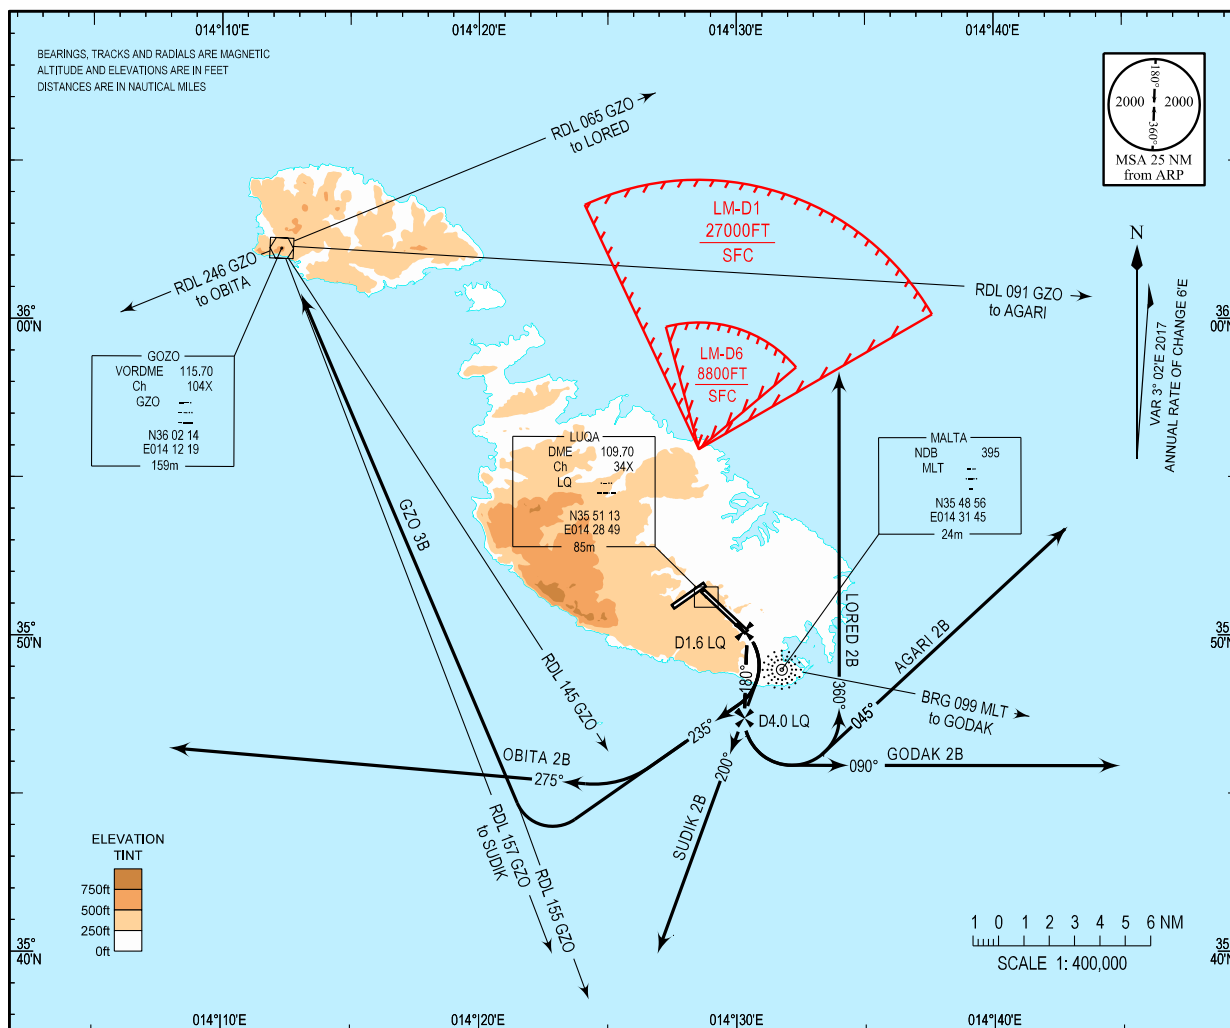 014°10'E 014°20'E 014°30'E 014°40'E
BEARINGS, TRACKS AND RADIALS ARE MAGNETIC
ALTITUDE AND ELEVATIONS ARE IN FEET
DISTANCES ARE IN NAUTICAL MILES
180°
2000 2000
360°
MSA 25 NM
from ARP
RDL 065 GZO
to LORED
LM-D1
27000FT
SFC
N
VAR 3° 02'E 2017
ANNUAL RATE OF CHANGE 6'E
RDL 246 GZO
to OBITA
RDL 091 GZO
to AGARI
36°
00'N
36°
00'N
LM-D6
8800FT
SFC
GOZO
VORDME 115.70
Ch 104X
GZO
N36 02 14
E014 12 19
159m
LUQA
DME 109.70
Ch 34X
LQ
N35 51 13
E014 28 49
85m
MALTA
NDB 395
MLT
N35 48 56
E014 31 45
24m
GZO 3B
LORED 2B
360°
AGARI 2B
045°
35°
50'N
35°
50'N
D1.6 LQ
180°
RDL 145 GZO
BRG 099 MLT
to GODAK
D4.0 LQ
235°
200°
OBITA 2B
275°
GODAK 2B
090°
SUDIK 2B
RDL 157 GZO
to SUDIK
RDL 155 GZO
ELEVATION
TINT
750ft
500ft
250ft
0ft
1 0 1 2 3 4 5 6 NM
SCALE 1: 400,000
35°
40'N
35°
40'N
014°10'E 014°20'E 014°30'E 014°40'E